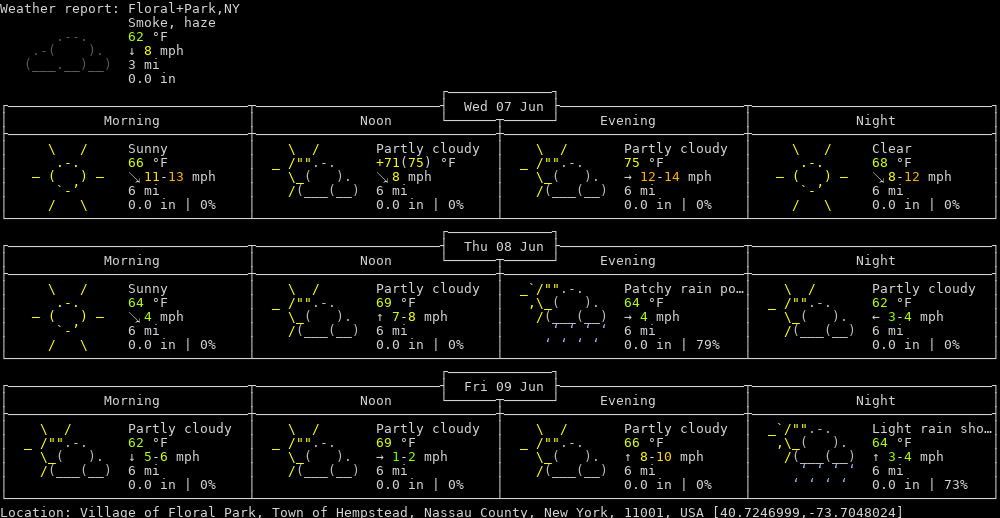 Weather report: Floral+Park,NY
Smoke, haze
62 °F
↓ 8 mph
3 mi
0.0 in
Wed 07 Jun
Morning Noon Evening Night
Sunny Partly cloudy Partly cloudy Clear
66 °F +71(75) °F 75 °F 68 °F
↘ 11-13 mph ↘ 8 mph → 12-14 mph ↘ 8-12 mph
6 mi 6 mi 6 mi 6 mi
0.0 in | 0% 0.0 in | 0% 0.0 in | 0% 0.0 in | 0%
Thu 08 Jun
Morning Noon Evening Night
Sunny Partly cloudy Patchy rain po… Partly cloudy
64 °F 69 °F 64 °F 62 °F
↘ 4 mph ↑ 7-8 mph → 4 mph ← 3-4 mph
6 mi 6 mi 6 mi 6 mi
0.0 in | 0% 0.0 in | 0% 0.0 in | 79% 0.0 in | 0%
Fri 09 Jun
Morning Noon Evening Night
Partly cloudy Partly cloudy Partly cloudy Light rain sho…
62 °F 69 °F 66 °F 64 °F
↓ 5-6 mph → 1-2 mph ↑ 8-10 mph ↑ 3-4 mph
6 mi 6 mi 6 mi 6 mi
0.0 in | 0% 0.0 in | 0% 0.0 in | 0% 0.0 in | 73%
Location: Village of Floral Park, Town of Hempstead, Nassau County, New York, 11001, USA [40.7246999,-73.7048024]